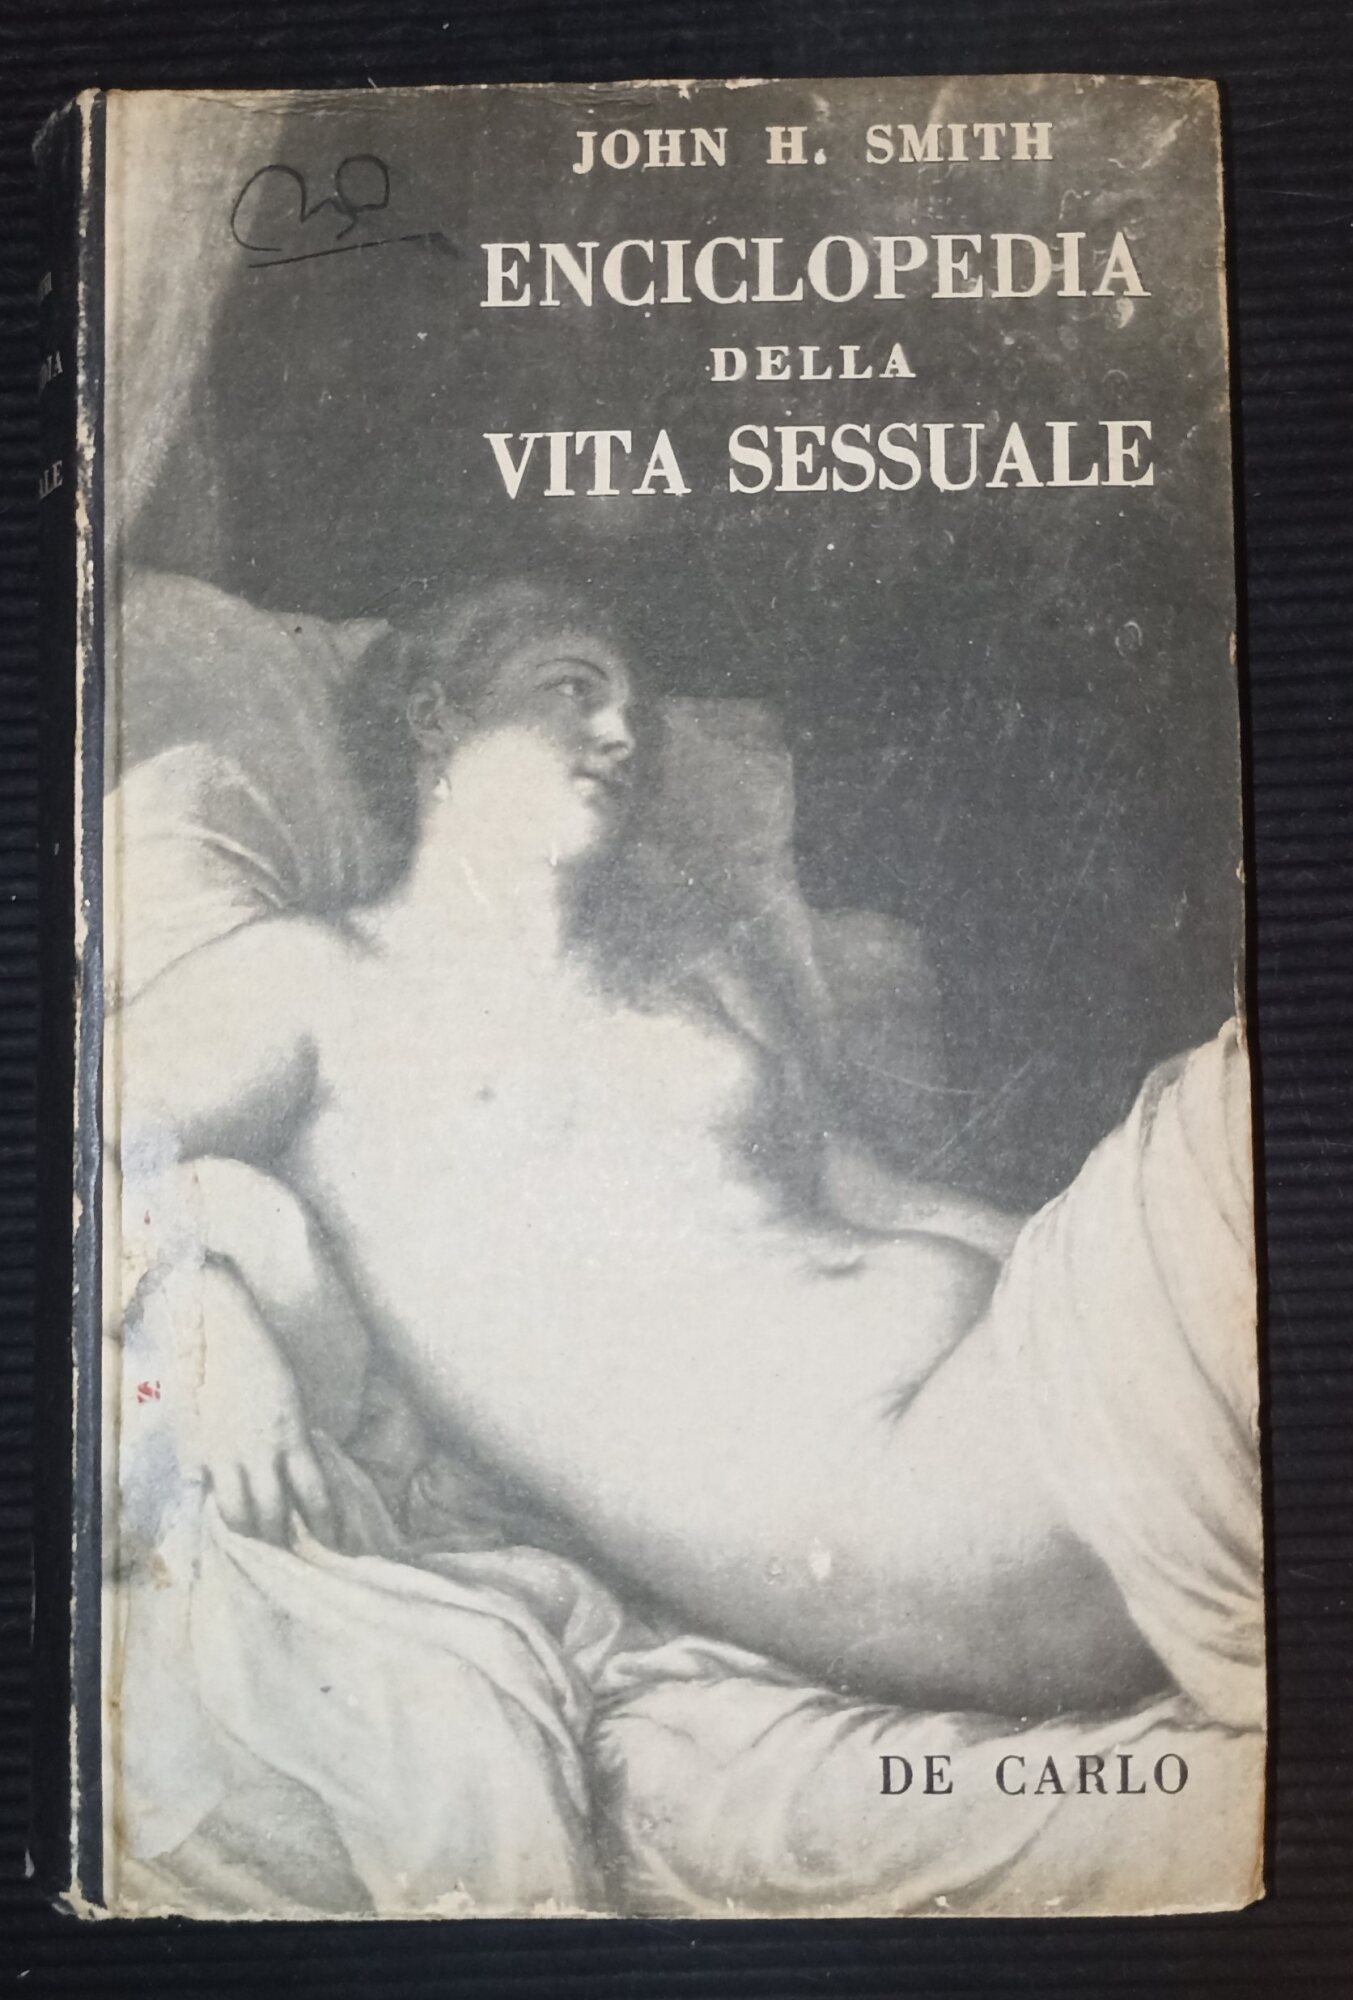 JOHN H. SMITH
ENCICLOPEDIA
DELLA
VITA SESSUALE
DE CARLO